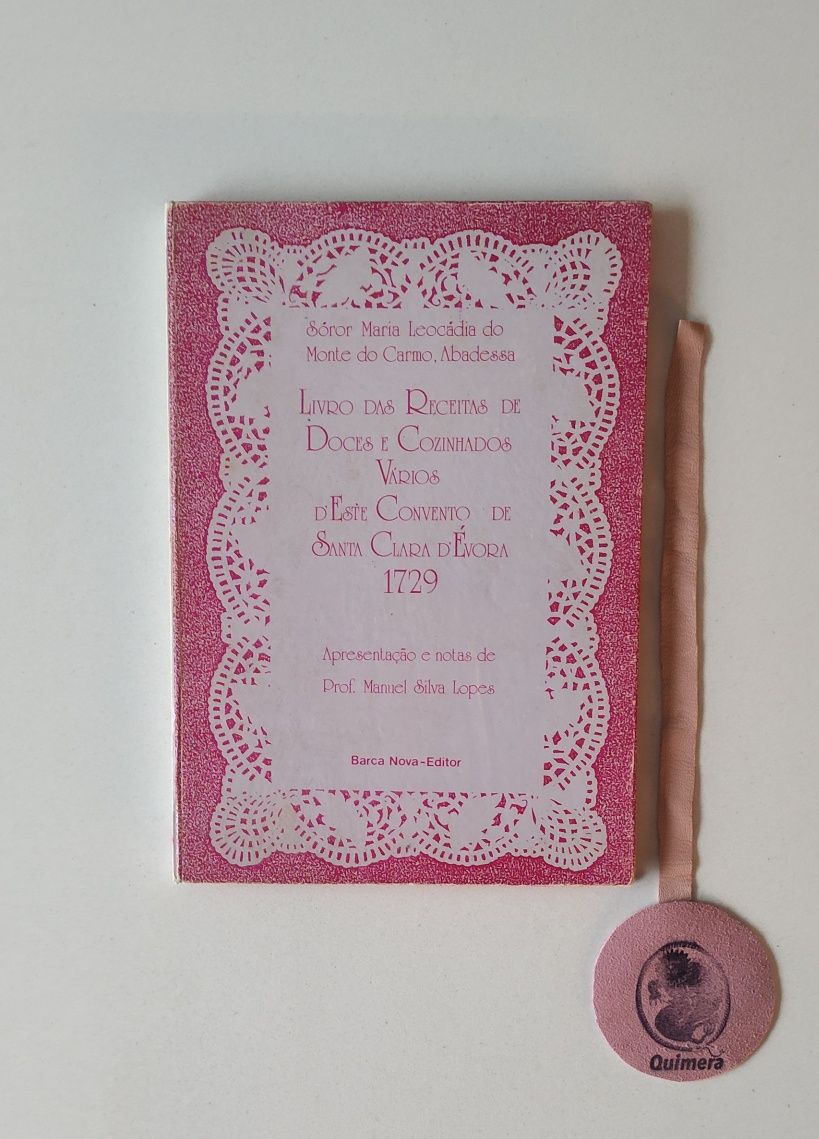 Sóror Maria Leocádia do
Monte do Carmo, Abadessa
LIVRO DAS RECEITAS DE
DOCES E COZINHADOS
VÁRIOS
D'ESTE CONVENTO DE
SANTA CLARA D'ÉVORA
1729
Apresentação e notas de
Prof. Manuel Silva Lopes
Barca Nova-Editor
Quimera